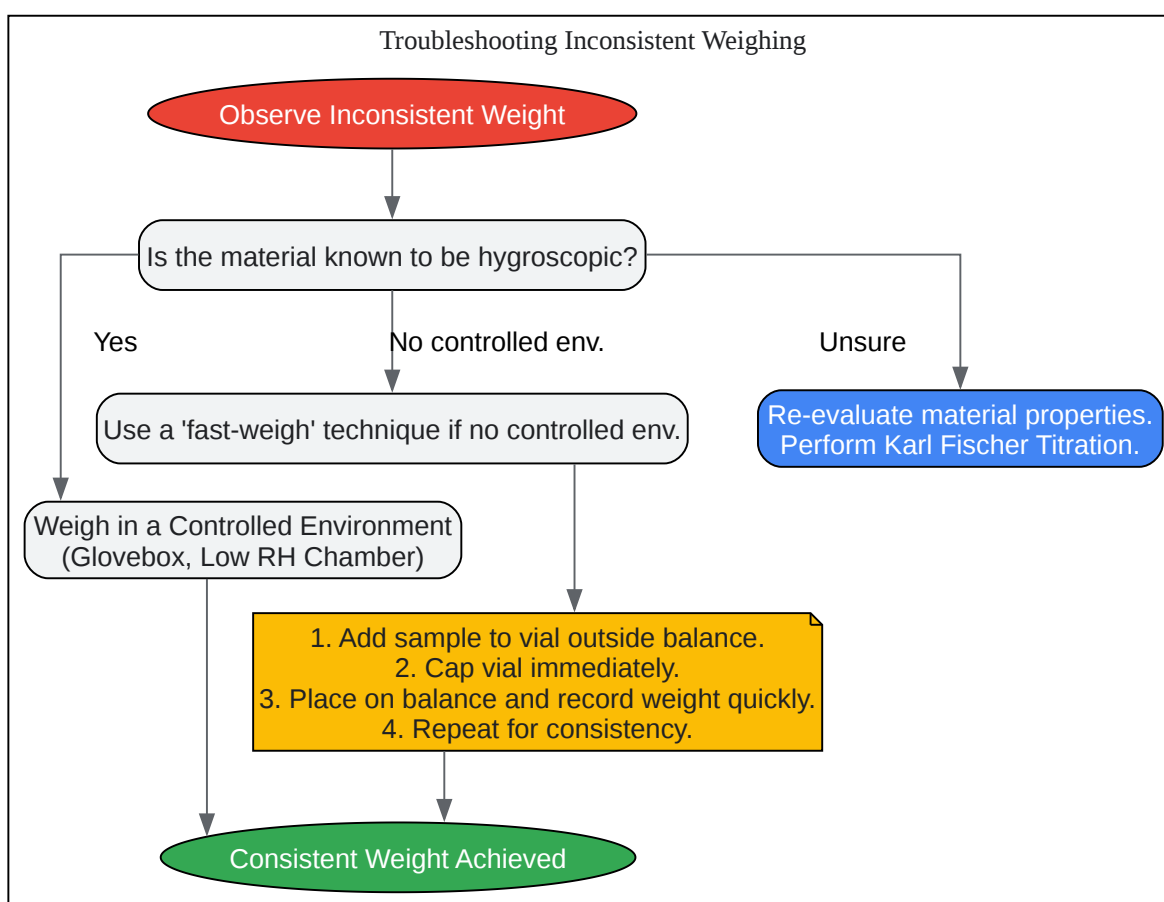 Troubleshooting Inconsistent Weighing
Observe Inconsistent Weight
Is the material known to be hygroscopic?
Yes
No controlled env.
Unsure
Use a 'fast-weigh' technique if no controlled env.
Re-evaluate material properties.
Perform Karl Fischer Titration.
Weigh in a Controlled Environment
(Glovebox, Low RH Chamber)
1. Add sample to vial outside balance.
2. Cap vial immediately.
3. Place on balance and record weight quickly.
4. Repeat for consistency.
Consistent Weight Achieved